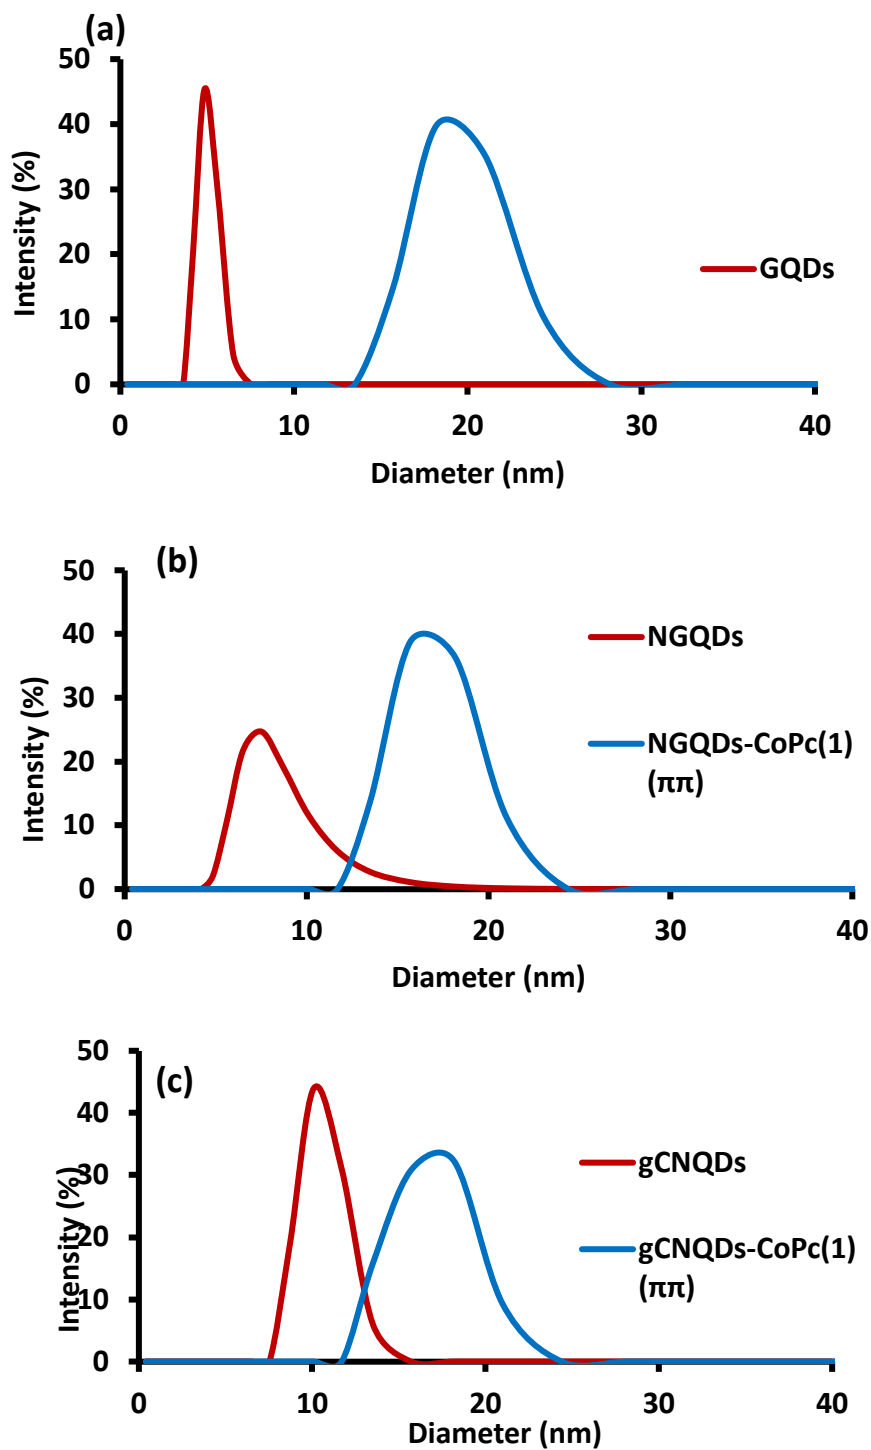 (a)
50
40
30
20
10
0
Intensity (%)
GQDs
0 10 20 30 40
Diameter (nm)
(b)
50
40
30
20
10
0
Intensity (%)
NGQDs
NGQDs-CoPc(1)
(ππ)
0 10 20 30 40
Diameter (nm)
(c)
50
40
30
20
10
0
Intensity (%)
gCNQDs
gCNQDs-CoPc(1)
(ππ)
0 10 20 30 40
Diameter (nm)